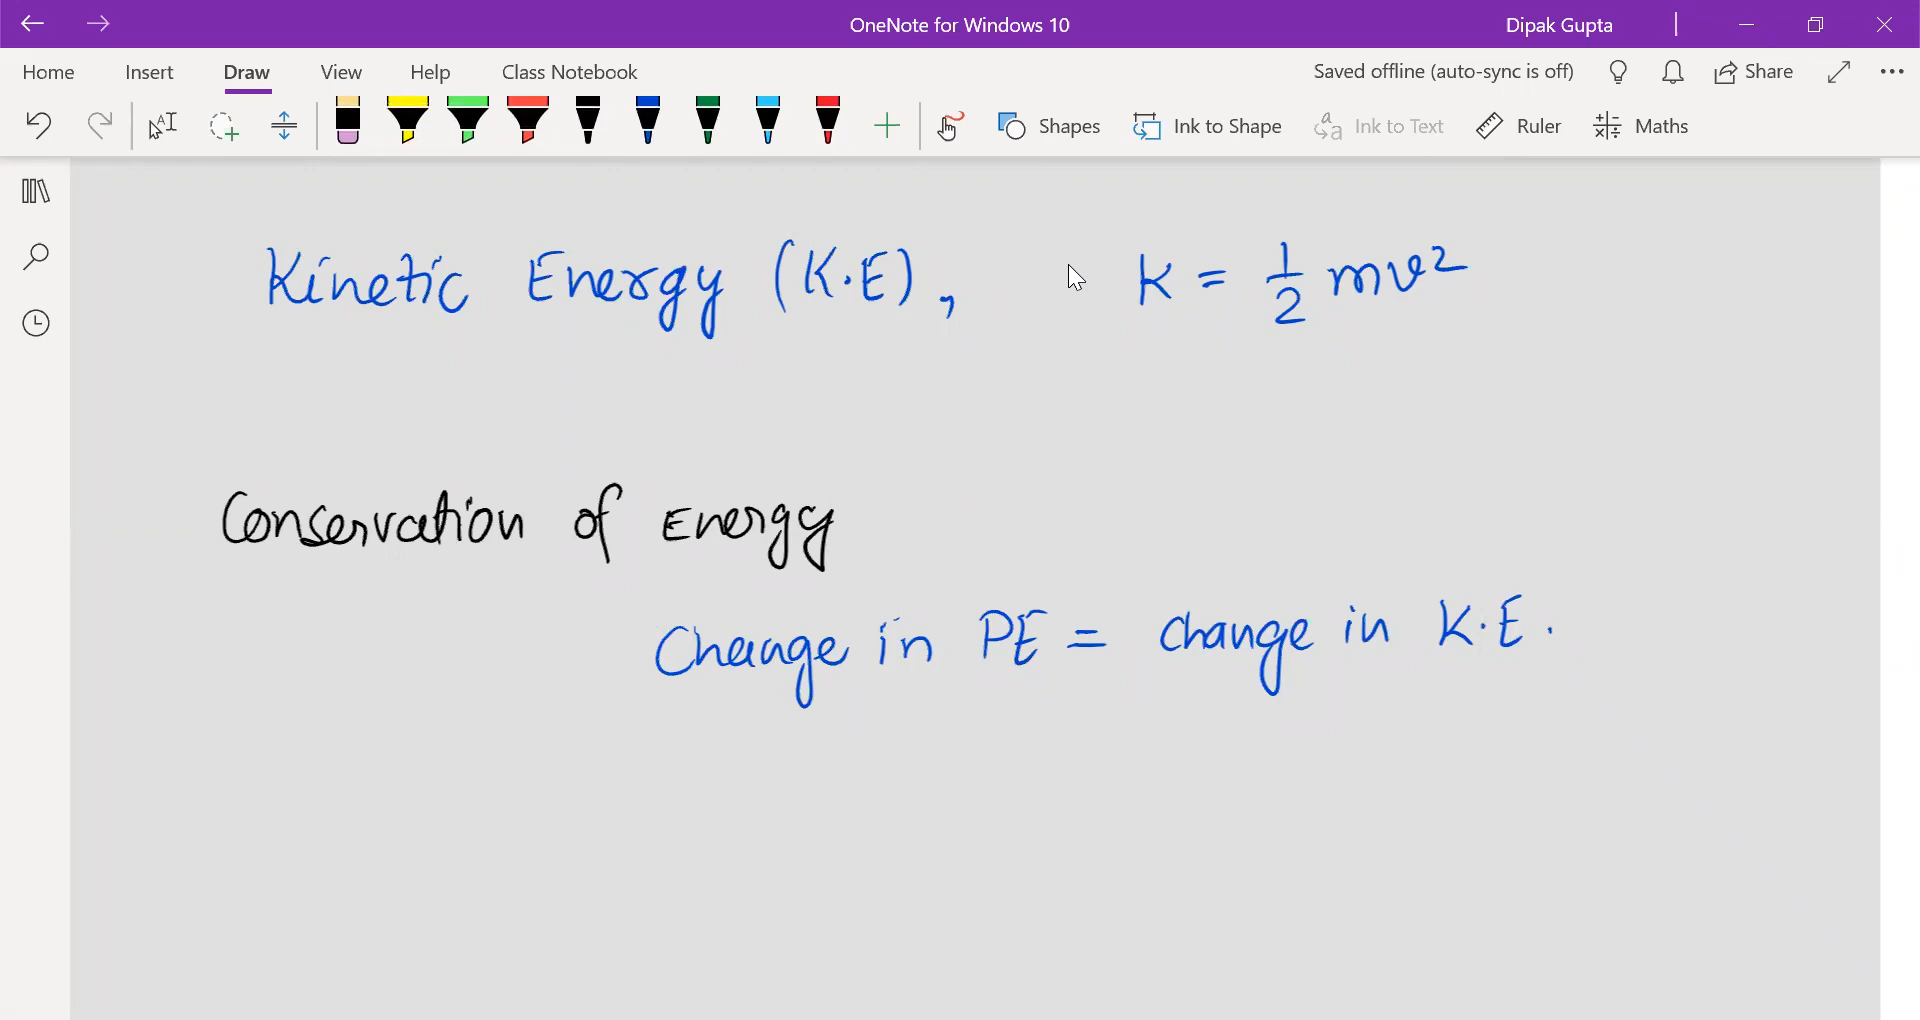 OneNote for Windows 10
Dipak Gupta
Home Insert Draw View Help Class Notebook
Saved offline (auto-sync is off) Share
Shapes Ink to Shape Ink to Text Ruler Maths
Kinetic Energy (K.E), K = 1/2 mv²
Conservation of Energy
Change in PE = change in K.E.